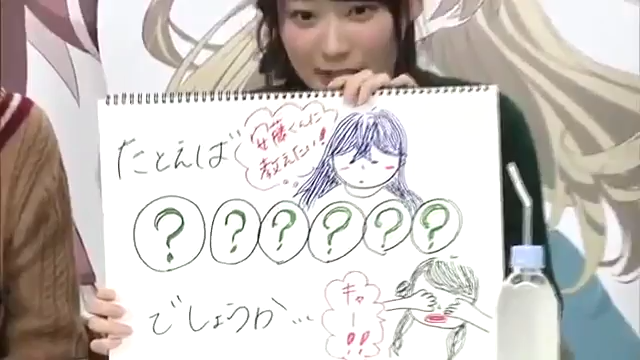 たとえば
安藤くんに
教えたい!
? ? ? ? ? ?
でしょうか...
キャー!!